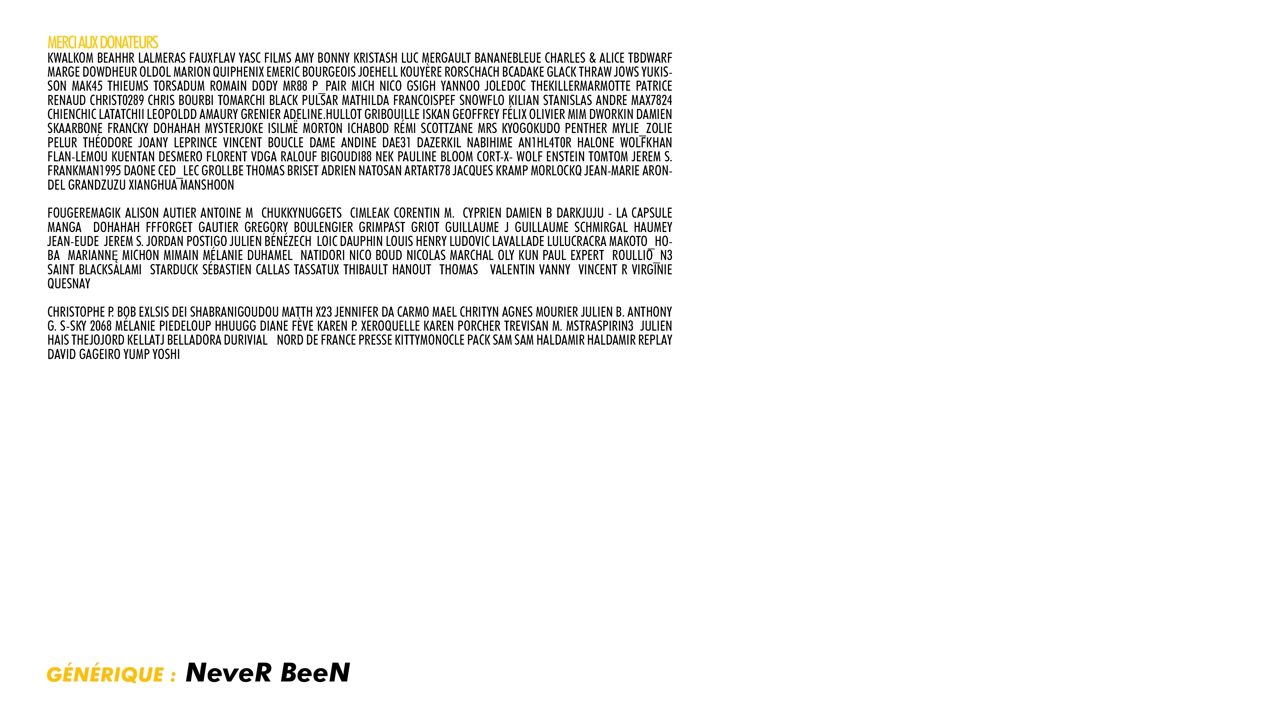 MERCI AUX DONATEURS
KWALKOM BEAHHR LALMERAS FAUXFLAV YASC FILMS AMY BONNY KRISTASH LUC MERGAULT BANANEBLEUE CHARLES & ALICE TBDWARF
MARGE DOWDHEUR OLDOL MARION QUIPHENIX EMERIC BOURGEOIS JOEHELL KOUYÈRE RORSCHACH BCADAKE GLACK THRAW JOWS YUKIS-
SON MAK45 THIEUMS TORSADUM ROMAIN DODY MR88 P_PAIR MICH NICO GSIGH YANNOO JOLEDOC THEKILLERMARMOTTE PATRICE
RENAUD CHRIST0289 CHRIS BOURBI TOMARCHI BLACK PULSAR MATHILDA FRANCOISPEF SNOWFLO KILIAN STANISLAS ANDRE MAX7824
CHIENCHIC LATATCHII LEOPOLDD AMAURY GRENIER ADELINE.HULLOT GRIBOUILLE ISKAN GEOFFREY FÉLIX OLIVIER MIM DWORKIN DAMIEN
SKAARBONE FRANCKY DOHAHAH MYSTERJOKE ISILMË MORTON ICHABOD RÉMI SCOTTZANE MRS KYOGOKUDO PENTHER MYLIE_ZOLIE
PELUR THÉODORE JOANY LEPRINCE VINCENT BOUCLE DAME ANDINE DAE31 DAZERKIL NABIHIME AN1HL4T0R HALONE WOLFKHAN
FLAN-LEMOU KUENTAN DESMERO FLORENT VDGA RALOUF BIGOUDI88 NEK PAULINE BLOOM CORT-X- WOLF ENSTEIN TOMTOM JEREM S.
FRANKMAN1995 DAONE CED_LEC GROLLBE THOMAS BRISET ADRIEN NATOSAN ARTART78 JACQUES KRAMP MORLOCKQ JEAN-MARIE ARON-
DEL GRANDZUZU XIANGHUA MANSHOON
FOUGEREMAGIK ALISON AUTIER ANTOINE M CHUKKYNUGGETS CIMLEAK CORENTIN M. CYPRIEN DAMIEN B DARKJUJU - LA CAPSULE
MANGA DOHAHAH FFFORGET GAUTIER GREGORY BOULENGIER GRIMPAST GRIOT GUILLAUME J GUILLAUME SCHMIRGAL HAUMEY
JEAN-EUDE JEREM S. JORDAN POSTIGO JULIEN BÉNÉZECH LOIC DAUPHIN LOUIS HENRY LUDOVIC LAVALLADE LULUCRACRA MAKOTO_HO-
BA MARIANNE MICHON MIMAIN MÉLANIE DUHAMEL NATIDORI NICO BOUD NICOLAS MARCHAL OLY KUN PAUL EXPERT ROULLIO_N3
SAINT BLACKSALAMI STARDUCK SÉBASTIEN CALLAS TASSATUX THIBAULT HANOUT THOMAS VALENTIN VANNY VINCENT R VIRGINIE
QUESNAY
CHRISTOPHE P. BOB EXLSIS DEI SHABRANIGOUDOU MATTH X23 JENNIFER DA CARMO MAEL CHRITYN AGNES MOURIER JULIEN B. ANTHONY
G. S-SKY 2068 MÉLANIE PIEDELOUP HHUUGG DIANE FÈVE KAREN P. XEROQUELLE KAREN PORCHER TREVISAN M. MSTRASPIRIN3 JULIEN
HAIS THEJOJORD KELLATJ BELLADORA DURIVIAL NORD DE FRANCE PRESSE KITTYMONOCLE PACK SAM SAM HALDAMIR HALDAMIR REPLAY
DAVID GAGEIRO YUMP YOSHI
GÉNÉRIQUE : NeveR BeeN